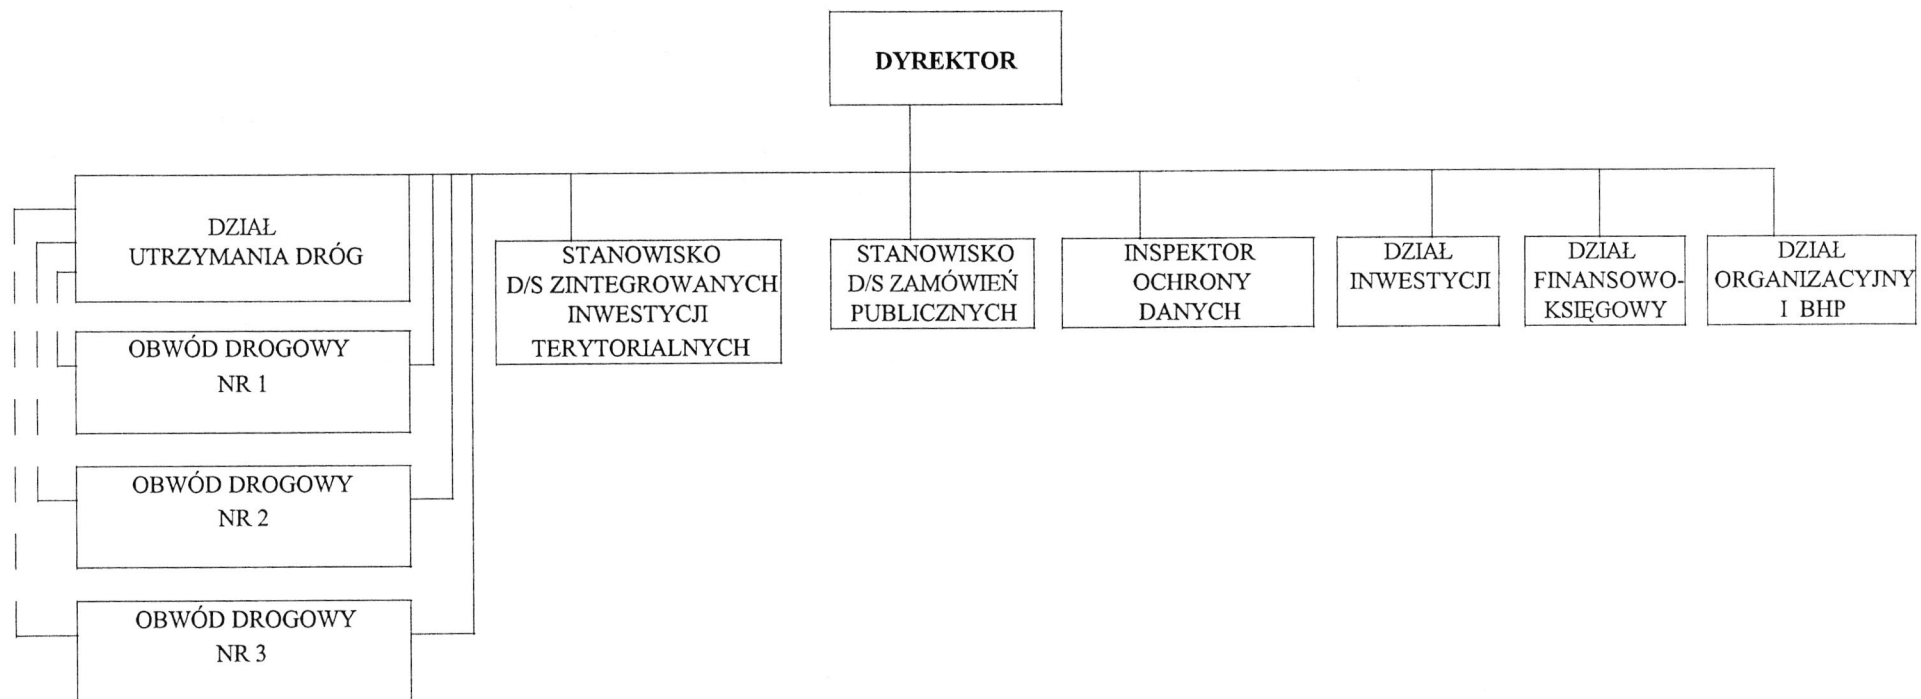 DYREKTOR
DZIAŁ
UTRZYMANIA DRÓG
STANOWISKO
D/S ZINTEGROWANYCH
INWESTYCJI
TERYTORIALNYCH
STANOWISKO
D/S ZAMÓWIEŃ
PUBLICZNYCH
INSPEKTOR
OCHRONY
DANYCH
DZIAŁ
INWESTYCJI
DZIAŁ
FINANSOWO-
KSIĘGOWY
DZIAŁ
ORGANIZACYJNY
I BHP
OBWÓD DROGOWY
NR 1
OBWÓD DROGOWY
NR 2
OBWÓD DROGOWY
NR 3